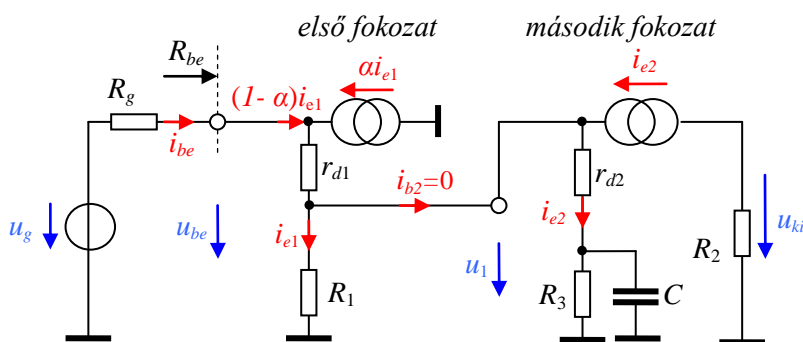 első fokozat
második fokozat
R_be
αi_e1
i_e2
R_g
(1- α)i_e1
i_be
r_d1
i_b2=0
r_d2
u_g
u_be
i_e1
i_e2
u_ki
u_1
R_2
R_1
R_3
C